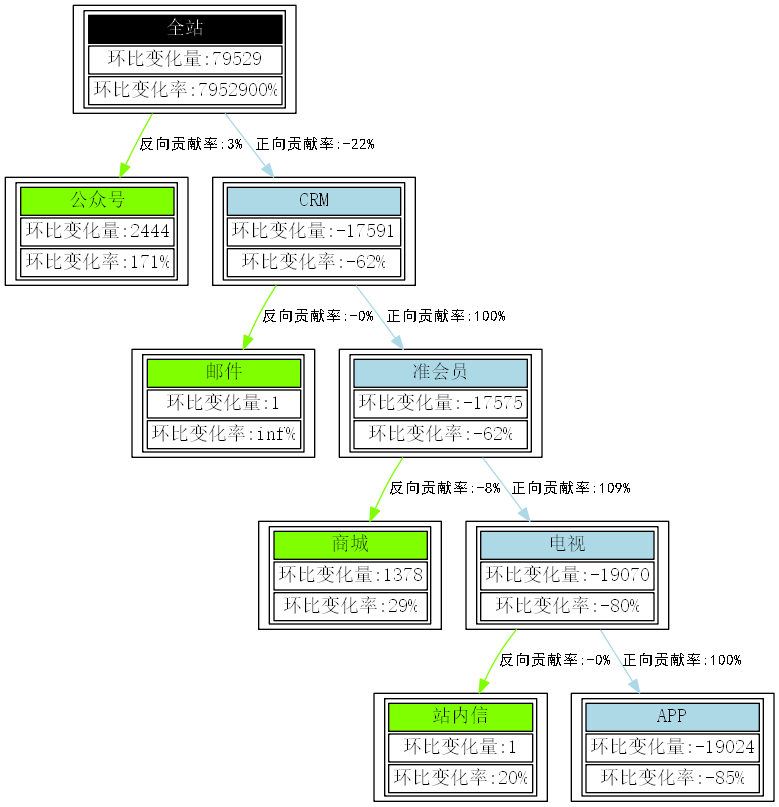 全站
环比变化量:79529
环比变化率:7952900%
反向贡献率:3%
正向贡献率:-22%
公众号
环比变化量:2444
环比变化率:171%
CRM
环比变化量:-17591
环比变化率:-62%
反向贡献率:-0%
正向贡献率:100%
邮件
环比变化量:1
环比变化率:inf%
准会员
环比变化量:-17575
环比变化率:-62%
反向贡献率:-8%
正向贡献率:109%
商城
环比变化量:1378
环比变化率:29%
电视
环比变化量:-19070
环比变化率:-80%
反向贡献率:-0%
正向贡献率:100%
站内信
环比变化量:1
环比变化率:20%
APP
环比变化量:-19024
环比变化率:-85%